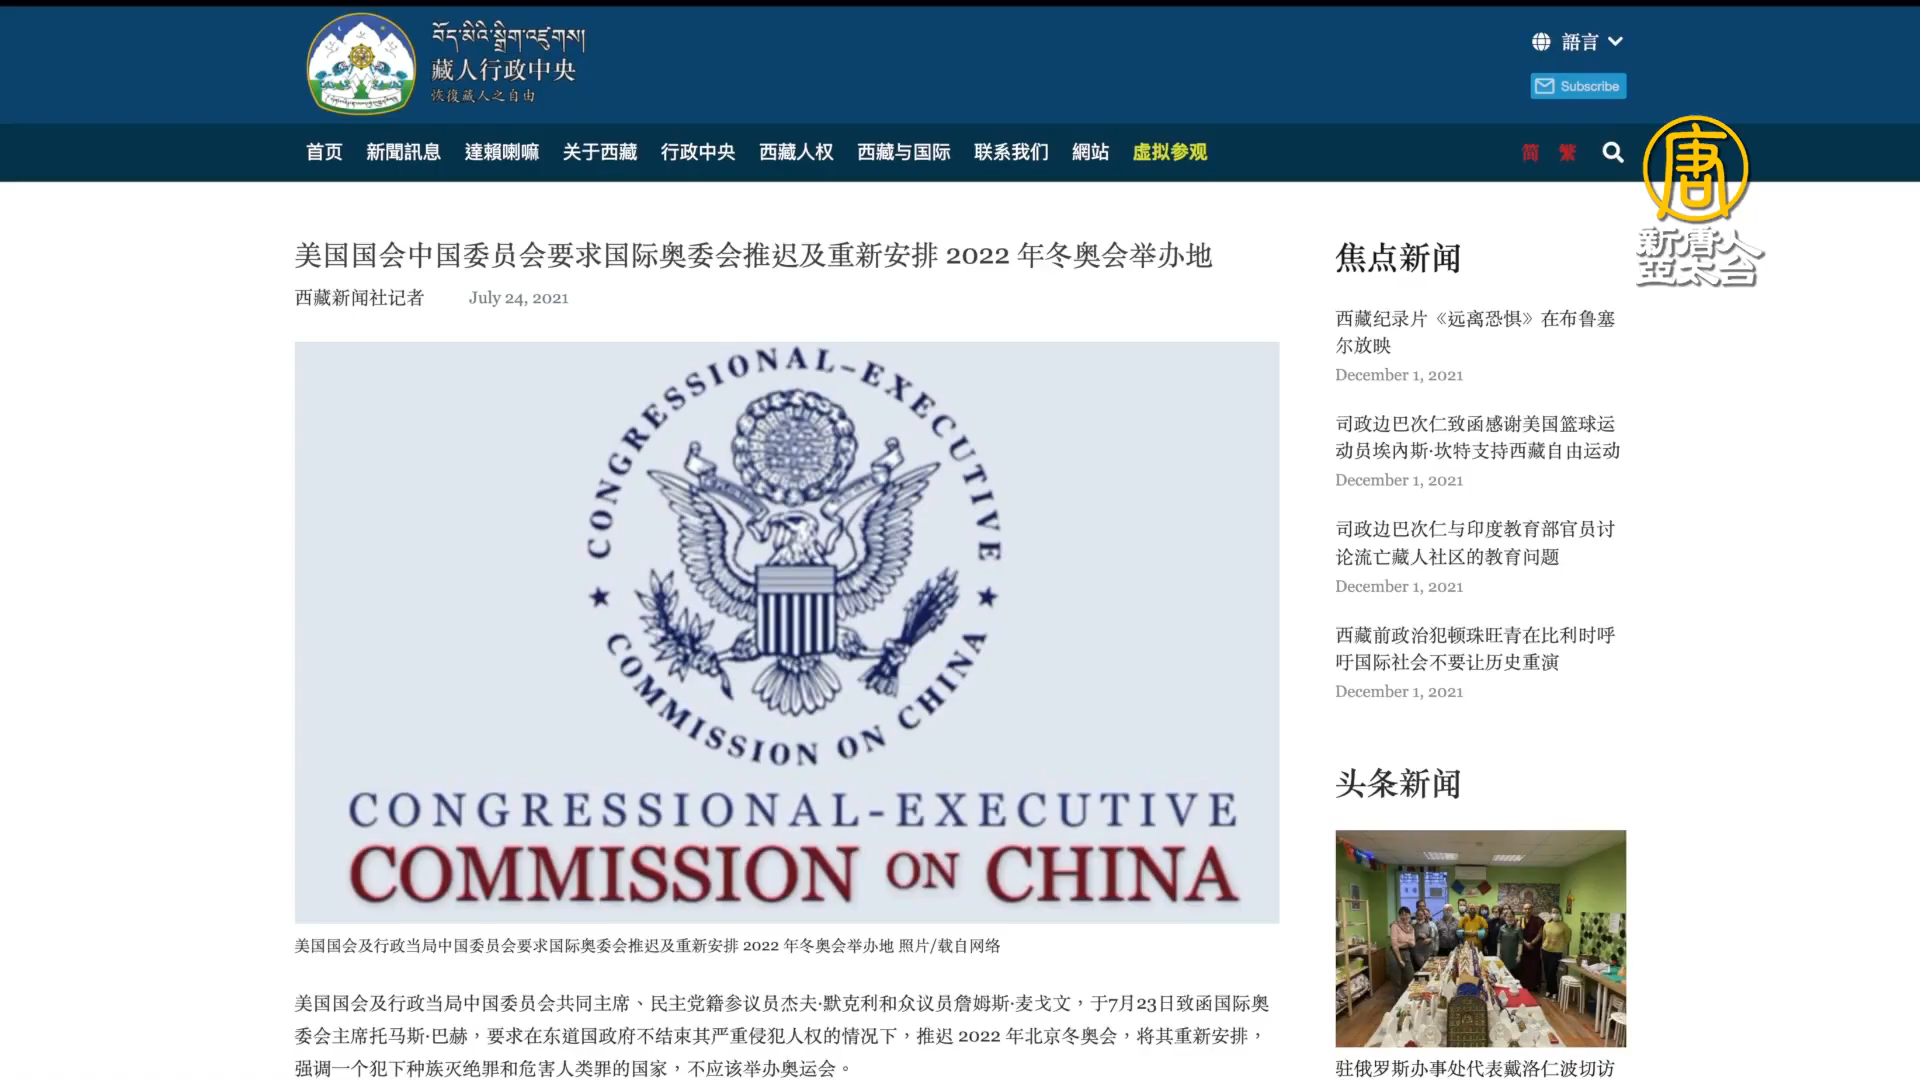 བོད་མིའི་སྒྲིག་འཛུགས།
藏人行政中央
恢復藏人之自由
語言
Subscribe
首页 新聞訊息 達賴喇嘛 关于西藏 行政中央 西藏人权 西藏与国际 联系我们 網站 虚拟参观
简 繁
唐
新唐人
亞太台
美国国会中国委员会要求国际奥委会推迟及重新安排 2022 年冬奥会举办地
西藏新闻社记者 July 24, 2021
CONGRESSIONAL-EXECUTIVE
COMMISSION ON CHINA
CONGRESSIONAL-EXECUTIVE
COMMISSION ON CHINA
美国国会及行政当局中国委员会要求国际奥委会推迟及重新安排 2022 年冬奥会举办地 照片/载自网络
美国国会及行政当局中国委员会共同主席、民主党籍参议员杰夫·默克利和众议员詹姆斯·麦戈文，于7月23日致函国际奥
委会主席托马斯·巴赫，要求在东道国政府不结束其严重侵犯人权的情况下，推迟 2022 年北京冬奥会，将其重新安排，
强调一个犯下种族灭绝罪和危害人类罪的国家，不应该举办奥运会。
焦点新闻
西藏纪录片《远离恐惧》在布鲁塞
尔放映
December 1, 2021
司政边巴次仁致函感谢美国篮球运
动员埃内斯·坎特支持西藏自由运动
December 1, 2021
司政边巴次仁与印度教育部官员讨
论流亡藏人社区的教育问题
December 1, 2021
西藏前政治犯顿珠旺青在比利时呼
吁国际社会不要让历史重演
December 1, 2021
头条新闻
驻俄罗斯办事处代表戴洛仁波切访